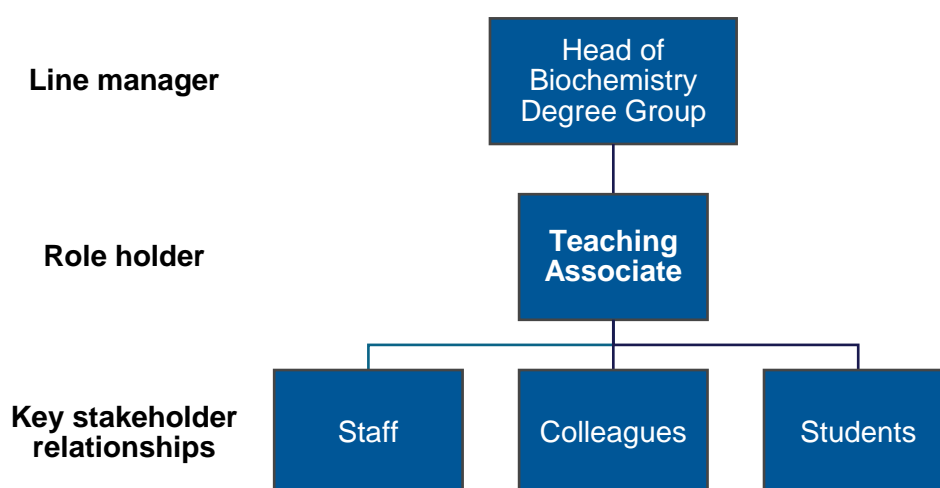 Line manager
Head of
Biochemistry
Degree Group
Role holder
Teaching
Associate
Key stakeholder
relationships
Staff
Colleagues
Students